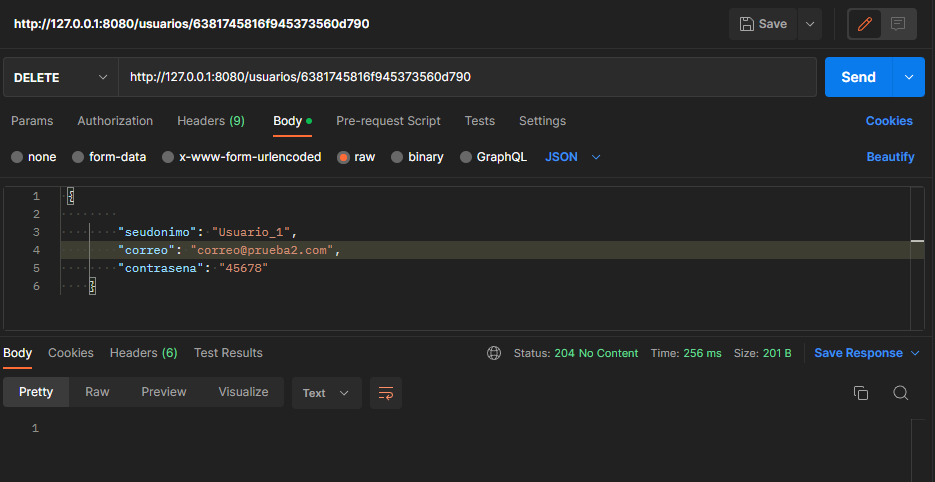 http://127.0.0.1:8080/usuarios/6381745816f945373560d790 Save
DELETE http://127.0.0.1:8080/usuarios/6381745816f945373560d790 Send
Params Authorization Headers (9) Body Pre-request Script Tests Settings Cookies
none form-data x-www-form-urlencoded raw binary GraphQL JSON Beautify
1 {
2
3 "seudonimo": "Usuario_1",
4 "correo": "correo@prueba2.com",
5 "contrasena": "45678"
6 }
Body Cookies Headers (6) Test Results Status: 204 No Content Time: 256 ms Size: 201 B Save Response
Pretty Raw Preview Visualize Text
1